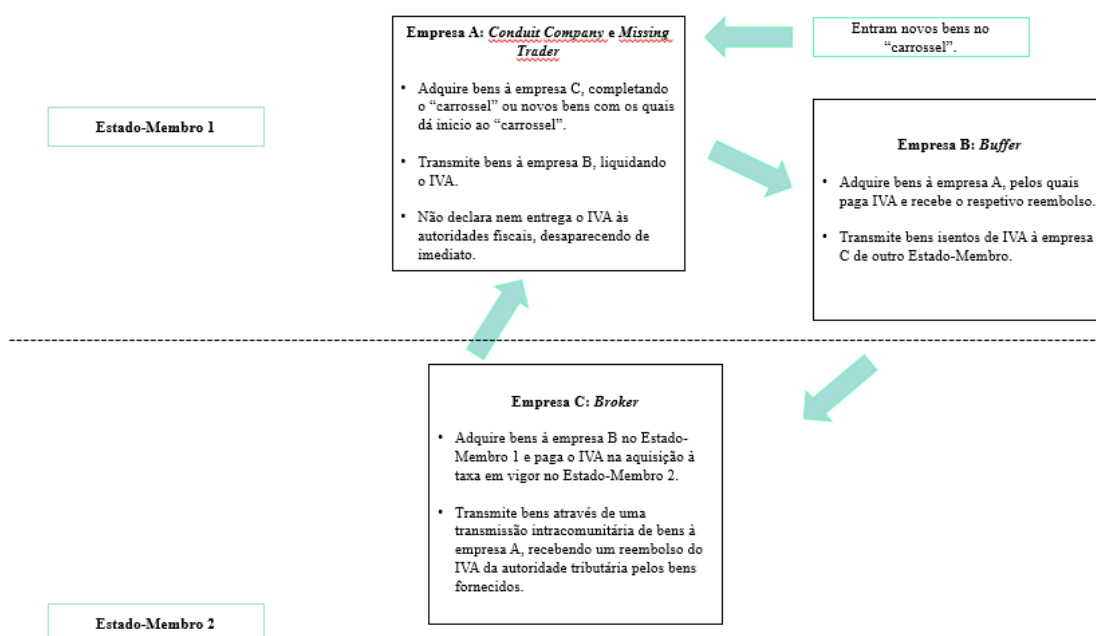 Empresa A: Conduit Company e Missing
Trader
• Adquire bens à empresa C, completando
o “carrossel” ou novos bens com os quais
dá inicio ao “carrossel”.
• Transmite bens à empresa B, liquidando
o IVA.
• Não declara nem entrega o IVA às
autoridades fiscais, desaparecendo de
imediato.
Entram novos bens no
“carrossel”.
Estado-Membro 1
Empresa B: Buffer
• Adquire bens à empresa A, pelos quais
paga IVA e recebe o respetivo reembolso.
• Transmite bens isentos de IVA à empresa
C de outro Estado-Membro.
Empresa C: Broker
• Adquire bens à empresa B no Estado-
Membro 1 e paga o IVA na aquisição à
taxa em vigor no Estado-Membro 2.
• Transmite bens através de uma
transmissão intracomunitária de bens à
empresa A, recebendo um reembolso do
IVA da autoridade tributária pelos bens
fornecidos.
Estado-Membro 2